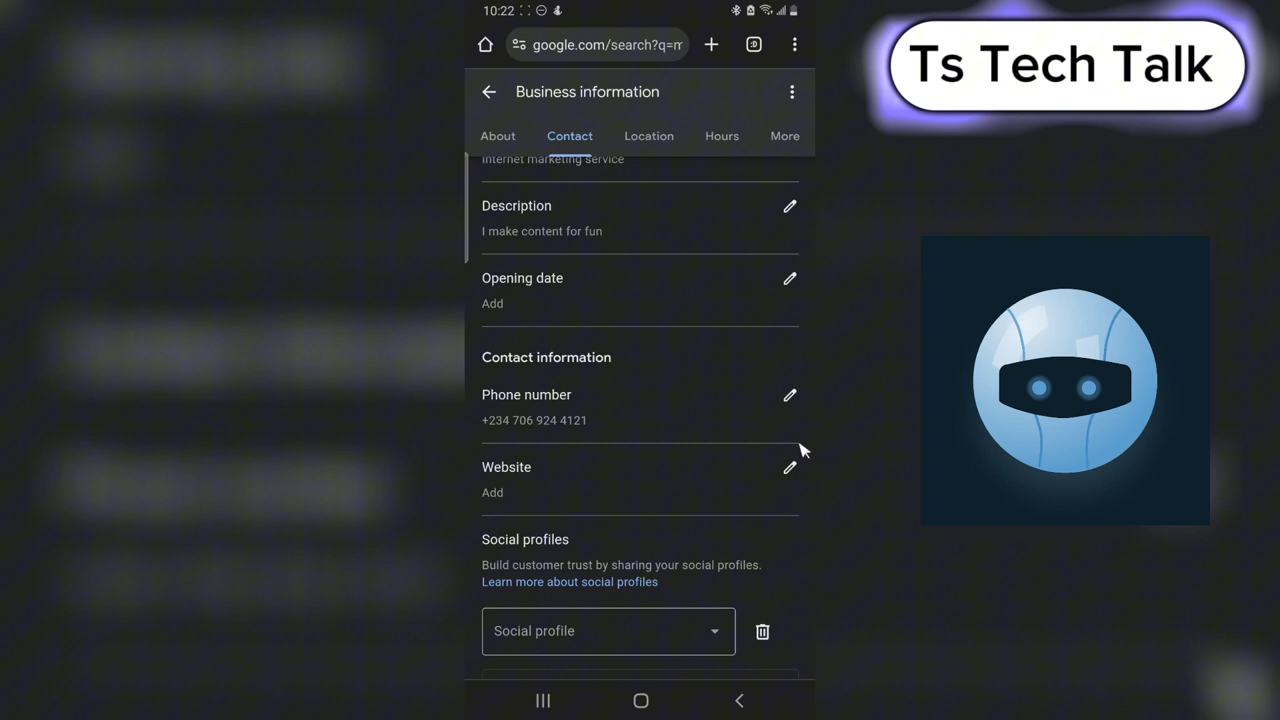 10:22
:D
google.com/search?q=m
Business information
About
Contact
Location
Hours
More
Internet marketing service
Description
I make content for fun
Opening date
Add
Contact information
Phone number
+234 706 924 4121
Website
Add
Social profiles
Build customer trust by sharing your social profiles.
Learn more about social profiles
Social profile
Ts Tech Talk